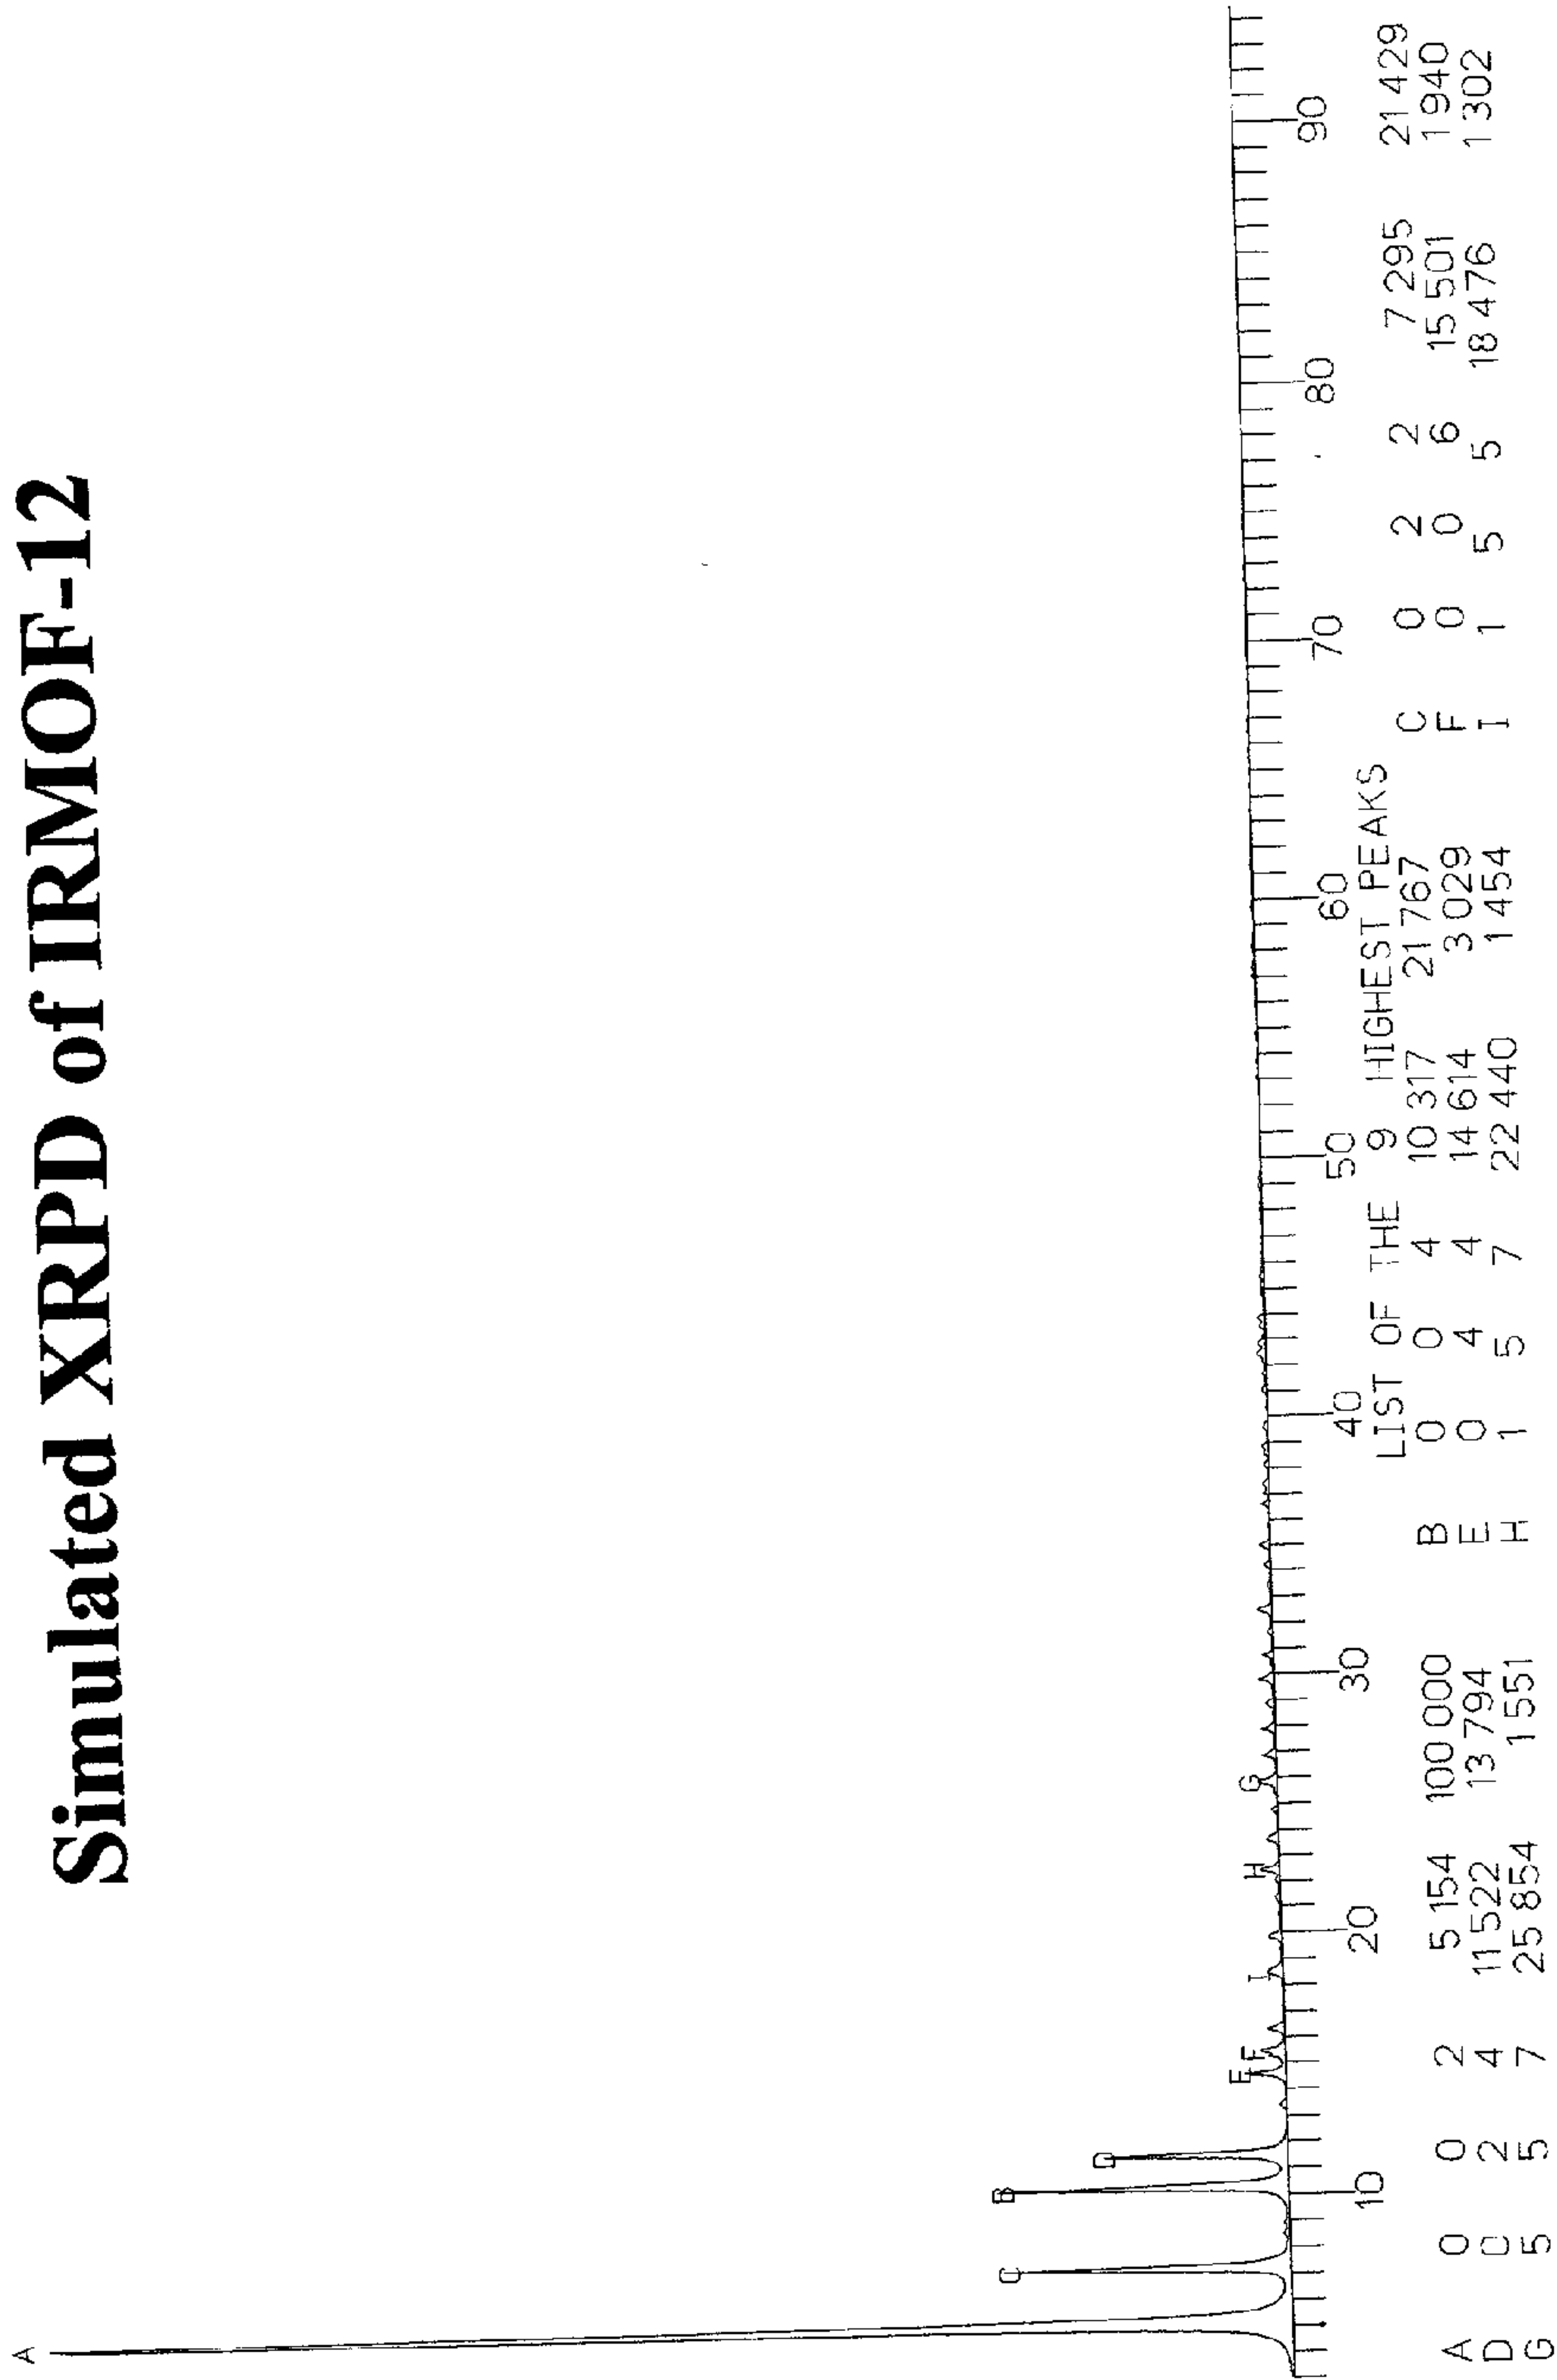 Simulated XRPD of IRMOF-12
A
C
B
D
E F
I
H
G
10 20 30 40 50 60 70 80 90
LIST OF THE 9 HIGHEST PEAKS
A 0 0 2 5 154 100 000 B 0 0 4 10 317 21 767 C 0 2 2 7 295 21 429
D 0 2 4 11 522 13 794 E 0 4 4 14 614 3 029 F 0 0 6 15 501 1 940
G 5 5 7 25 854 1 551 H 1 5 7 22 440 1 454 I 1 5 5 18 476 1 302